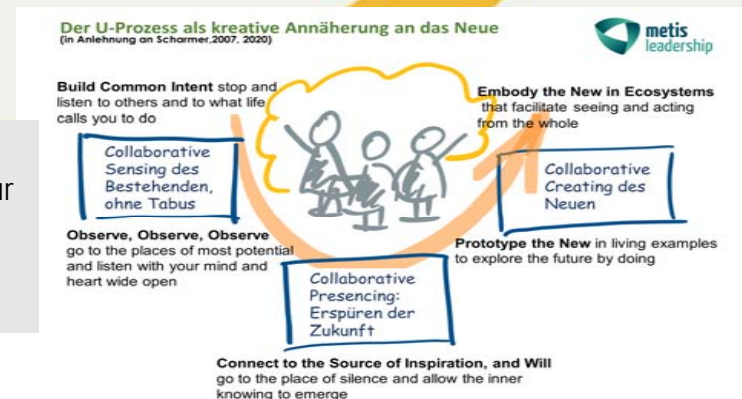 Der U-Prozess als kreative Annäherung an das Neue
(in Anlehnung an Scharmer,2007, 2020)
metis
leadership
Build Common Intent stop and
listen to others and to what life
calls you to do
Embody the New in Ecosystems
that facilitate seeing and acting
from the whole
Collaborative
Sensing des
Bestehenden,
ohne Tabus
Collaborative
Creating des
Neuen
Observe, Observe, Observe
go to the places of most potential
and listen with your mind and
heart wide open
Prototype the New in living examples
to explore the future by doing
Collaborative
Presencing:
Erspüren der
Zukunft
Connect to the Source of Inspiration, and Will
go to the place of silence and allow the inner
knowing to emerge